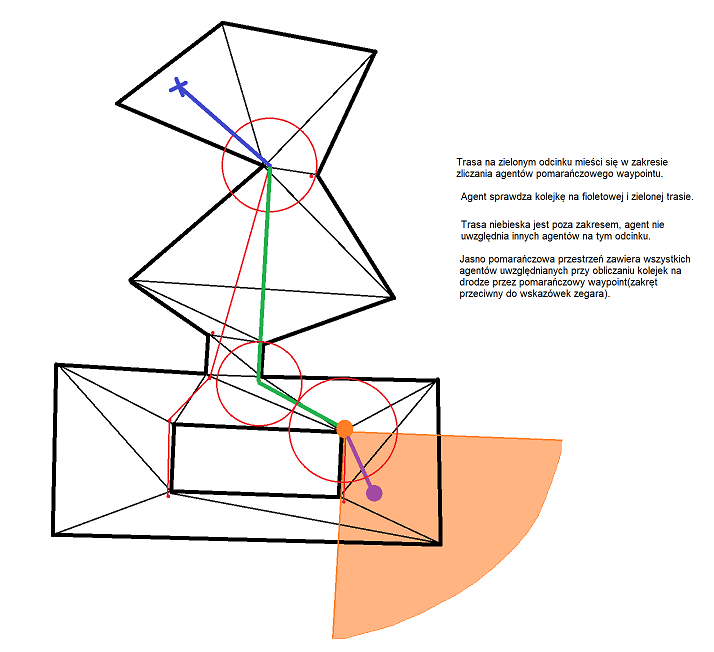 Trasa na zielonym odcinku mieści się w zakresie
zliczania agentów pomarańczowego waypointu.
Agent sprawdza kolejkę na fioletowej i zielonej trasie.
Trasa niebieska jest poza zakresem, agent nie
uwzględnia innych agentów na tym odcinku.
Jasno pomarańczowa przestrzeń zawiera wszystkich
agentów uwzględnianych przy obliczaniu kolejek na
drodze przez pomarańczowy waypoint(zakręt
przeciwny do wskazówek zegara).